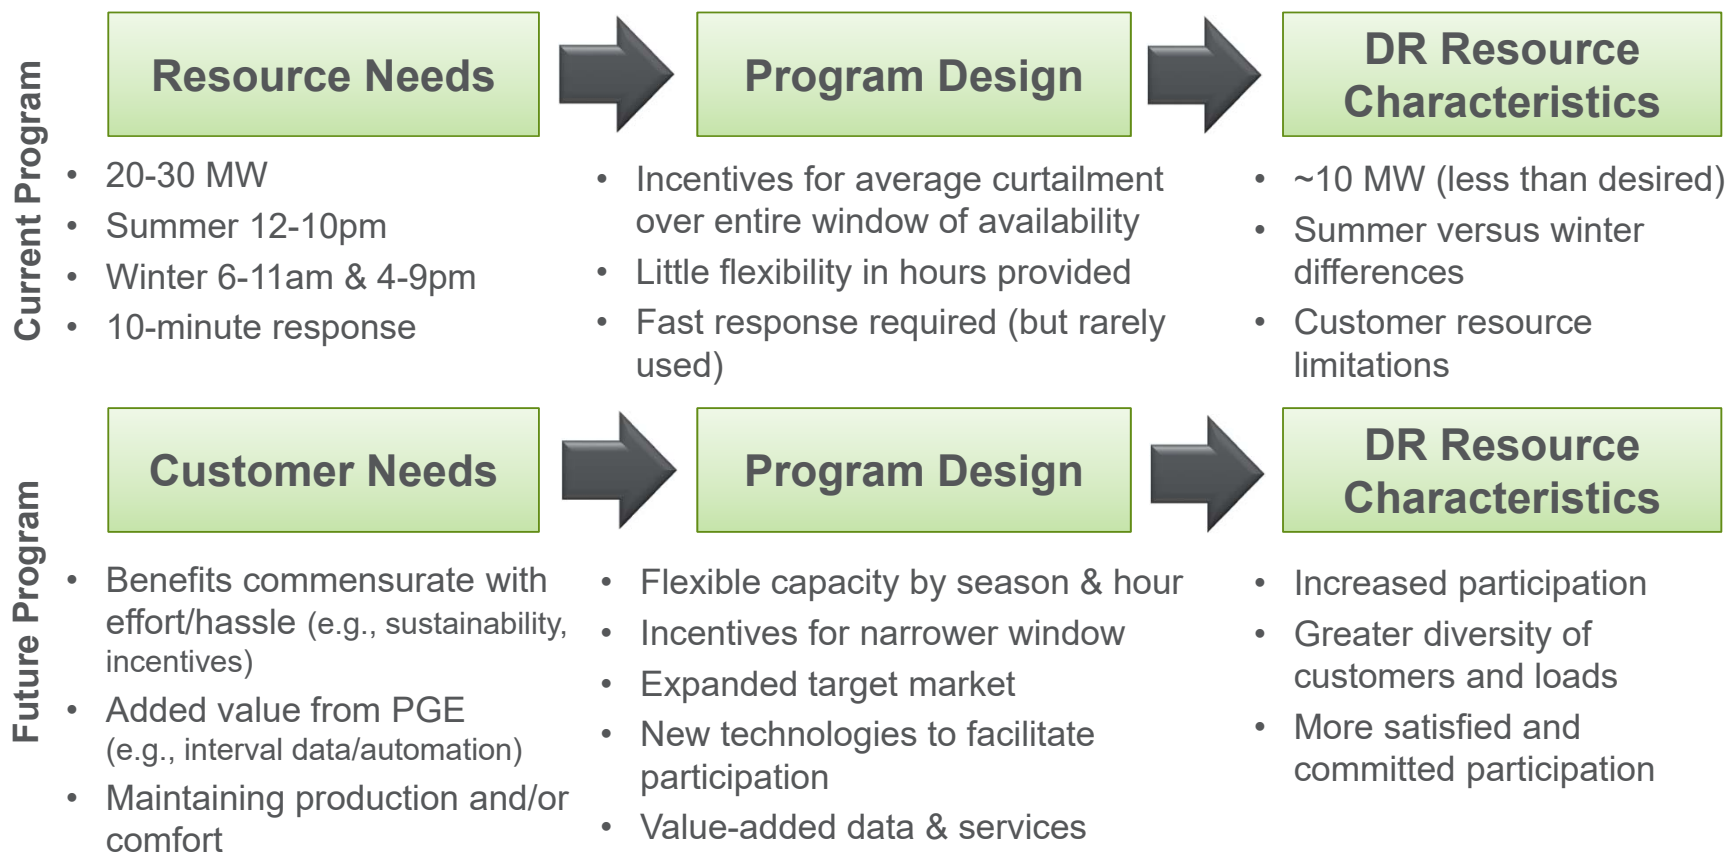 Current Program
Resource Needs
• 20-30 MW
• Summer 12-10pm
• Winter 6-11am & 4-9pm
• 10-minute response
Program Design
• Incentives for average curtailment
over entire window of availability
• Little flexibility in hours provided
• Fast response required (but rarely
used)
DR Resource
Characteristics
• ~10 MW (less than desired)
• Summer versus winter
differences
• Customer resource
limitations
Future Program
Customer Needs
• Benefits commensurate with
effort/hassle (e.g., sustainability,
incentives)
• Added value from PGE
(e.g., interval data/automation)
• Maintaining production and/or
comfort
Program Design
• Flexible capacity by season & hour
• Incentives for narrower window
• Expanded target market
• New technologies to facilitate
participation
• Value-added data & services
DR Resource
Characteristics
• Increased participation
• Greater diversity of
customers and loads
• More satisfied and
committed participation